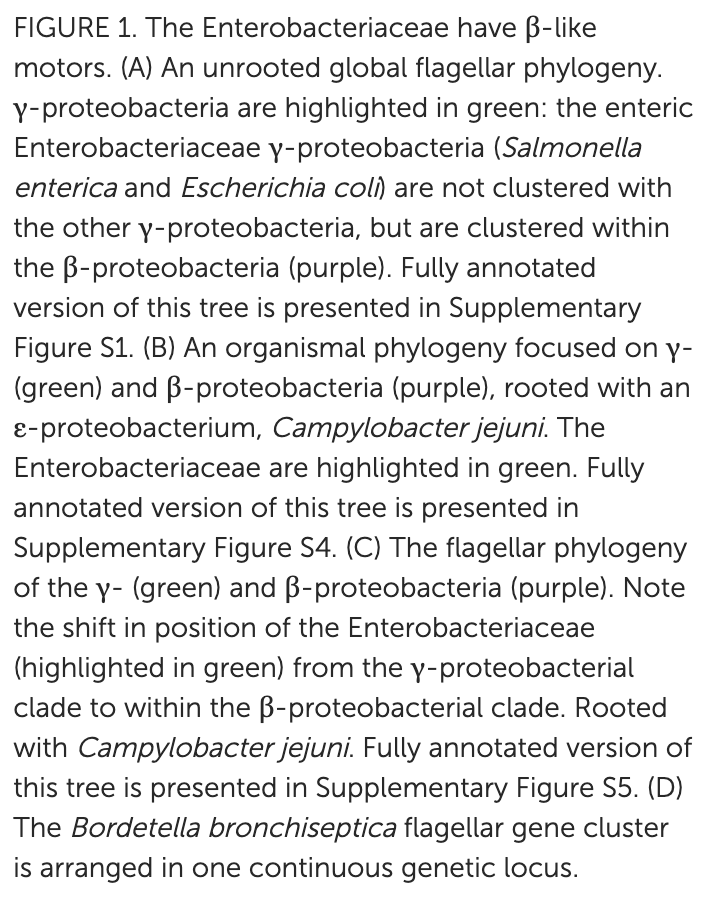 FIGURE 1. The Enterobacteriaceae have β-like
motors. (A) An unrooted global flagellar phylogeny.
γ-proteobacteria are highlighted in green: the enteric
Enterobacteriaceae γ-proteobacteria (Salmonella
enterica and Escherichia coli) are not clustered with
the other γ-proteobacteria, but are clustered within
the β-proteobacteria (purple). Fully annotated
version of this tree is presented in Supplementary
Figure S1. (B) An organismal phylogeny focused on γ-
(green) and β-proteobacteria (purple), rooted with an
ε-proteobacterium, Campylobacter jejuni. The
Enterobacteriaceae are highlighted in green. Fully
annotated version of this tree is presented in
Supplementary Figure S4. (C) The flagellar phylogeny
of the γ- (green) and β-proteobacteria (purple). Note
the shift in position of the Enterobacteriaceae
(highlighted in green) from the γ-proteobacterial
clade to within the β-proteobacterial clade. Rooted
with Campylobacter jejuni. Fully annotated version of
this tree is presented in Supplementary Figure S5. (D)
The Bordetella bronchiseptica flagellar gene cluster
is arranged in one continuous genetic locus.